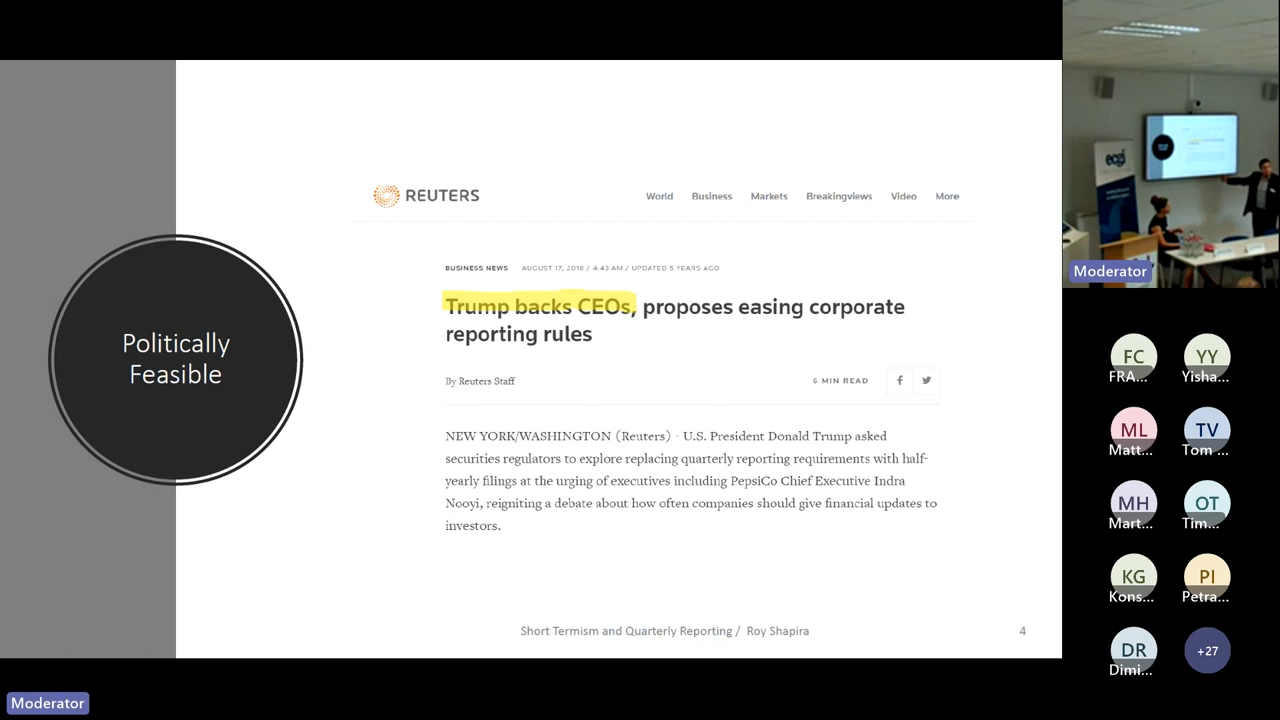 Politically
Feasible
REUTERS
World Business Markets Breakingviews Video More
BUSINESS NEWS AUGUST 17, 2018 / 4:43 AM / UPDATED 5 YEARS AGO
Trump backs CEOs, proposes easing corporate
reporting rules
By Reuters Staff
6 MIN READ
NEW YORK/WASHINGTON (Reuters) - U.S. President Donald Trump asked
securities regulators to explore replacing quarterly reporting requirements with half-
yearly filings at the urging of executives including PepsiCo Chief Executive Indra
Nooyi, reigniting a debate about how often companies should give financial updates to
investors.
Short Termism and Quarterly Reporting / Roy Shapira
4
Moderator
ecgi
Moderator
FC
FRA...
YY
Yisha...
ML
Matt...
TV
Tom ...
MH
Mart...
OT
Tim...
KG
Kons...
PI
Petra...
DR
Dimi...
+27